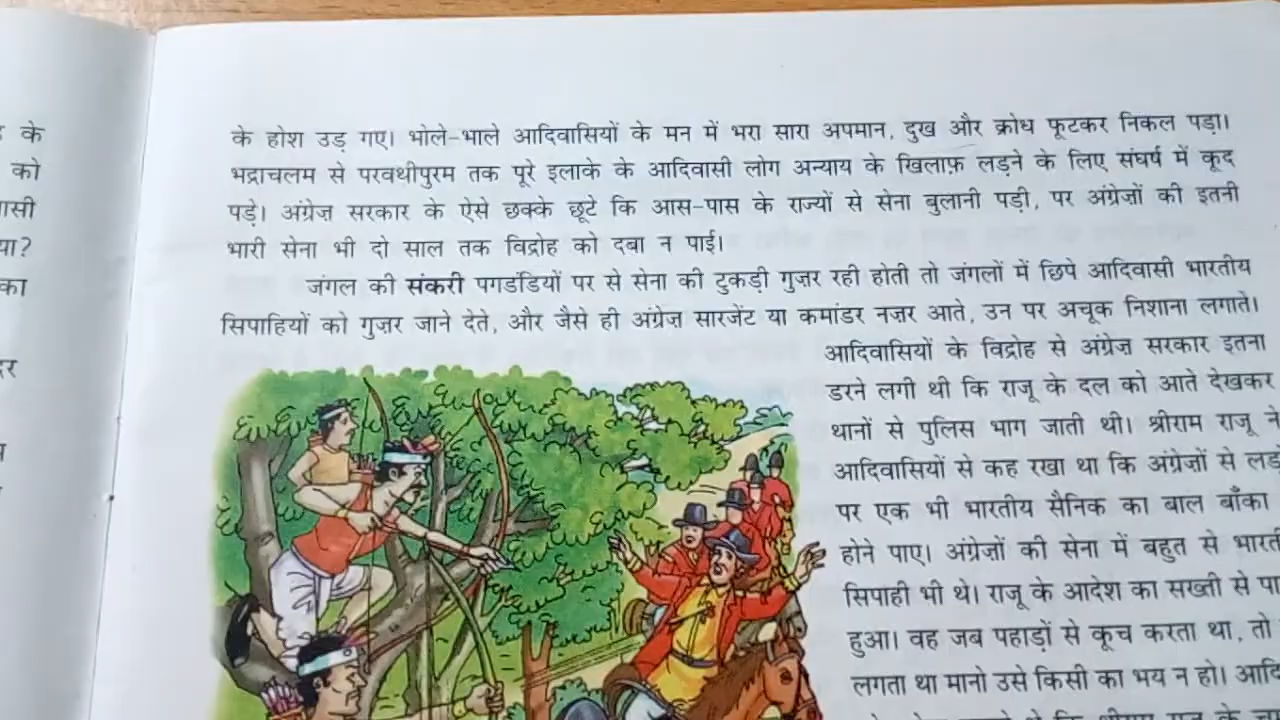 के
को
के होश उड़ गए। भोले-भाले आदिवासियों के मन में भरा सारा अपमान, दुख और क्रोध फूटकर निकल पड़ा।
भद्राचलम से परवथीपुरम तक पूरे इलाके के आदिवासी लोग अन्याय के खिलाफ़ लड़ने के लिए संघर्ष में कूद
पड़े। अंग्रेज़ सरकार के ऐसे छक्के छूटे कि आस-पास के राज्यों से सेना बुलानी पड़ी, पर अंग्रेज़ों की इतनी
भारी सेना भी दो साल तक विद्रोह को दबा न पाई।
जंगल की संकरी पगडंडियों पर से सेना की टुकड़ी गुज़र रही होती तो जंगलों में छिपे आदिवासी भारतीय
सिपाहियों को गुज़र जाने देते, और जैसे ही अंग्रेज़ सारजेंट या कमांडर नज़र आते, उन पर अचूक निशाना लगाते।
आदिवासियों के विद्रोह से अंग्रेज़ सरकार इतना
डरने लगी थी कि राजू के दल को आते देखकर
थानों से पुलिस भाग जाती थी। श्रीराम राजू ने
आदिवासियों से कह रखा था कि अंग्रेज़ों से
पर एक भी भारतीय सैनिक का बाल बाँका
होने पाए। अंग्रेज़ों की सेना में बहुत से
सिपाही भी थे। राजू के आदेश का सख्ती से
हुआ। वह जब पहाड़ों से कूच करता था, तो
लगता था मानो उसे किसी का भय न हो।